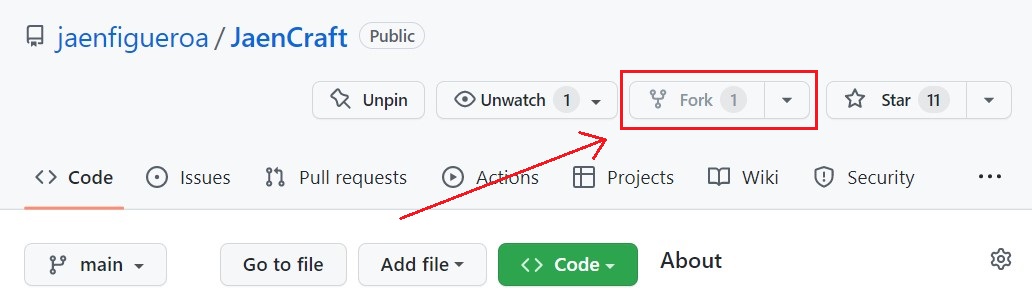 jaenfigueroa / JaenCraft Public
Unpin Unwatch 1 Fork 1 Star 11
Code Issues Pull requests Actions Projects Wiki Security ...
main Go to file Add file Code About